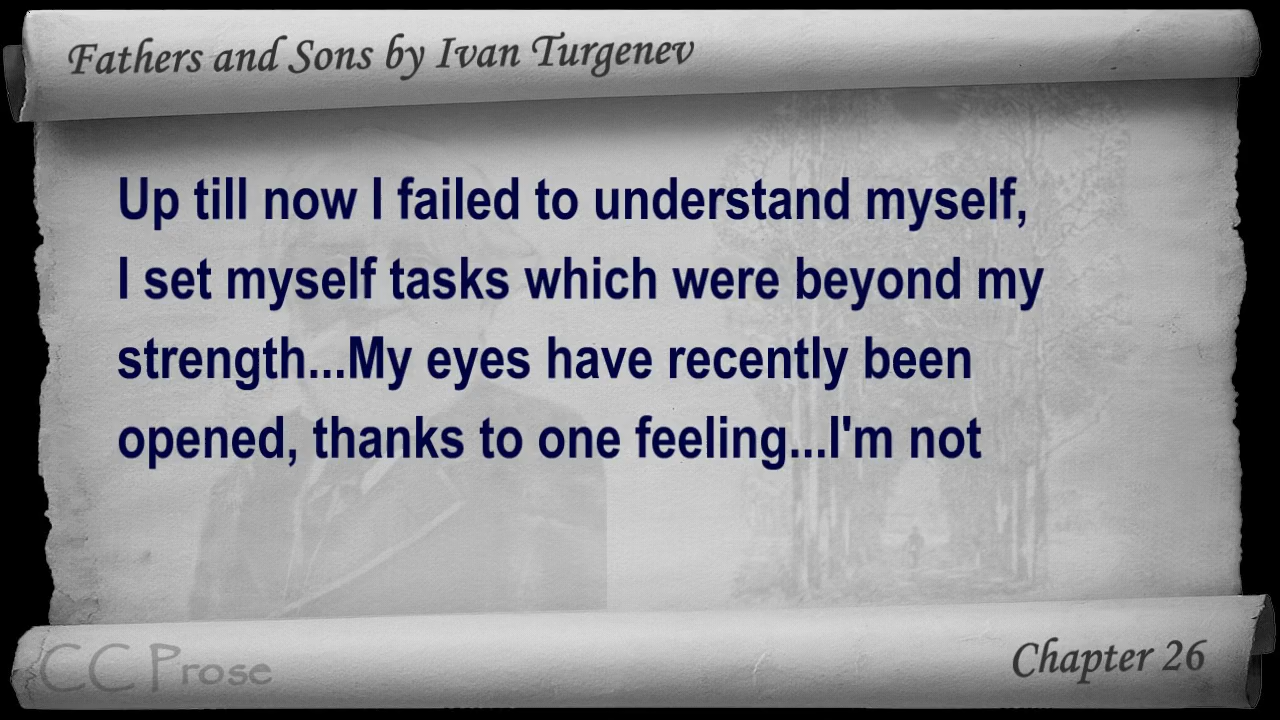 Fathers and Sons by Ivan Turgenev
Up till now I failed to understand myself,
I set myself tasks which were beyond my
strength...My eyes have recently been
opened, thanks to one feeling...I'm not
CC Prose
Chapter 26